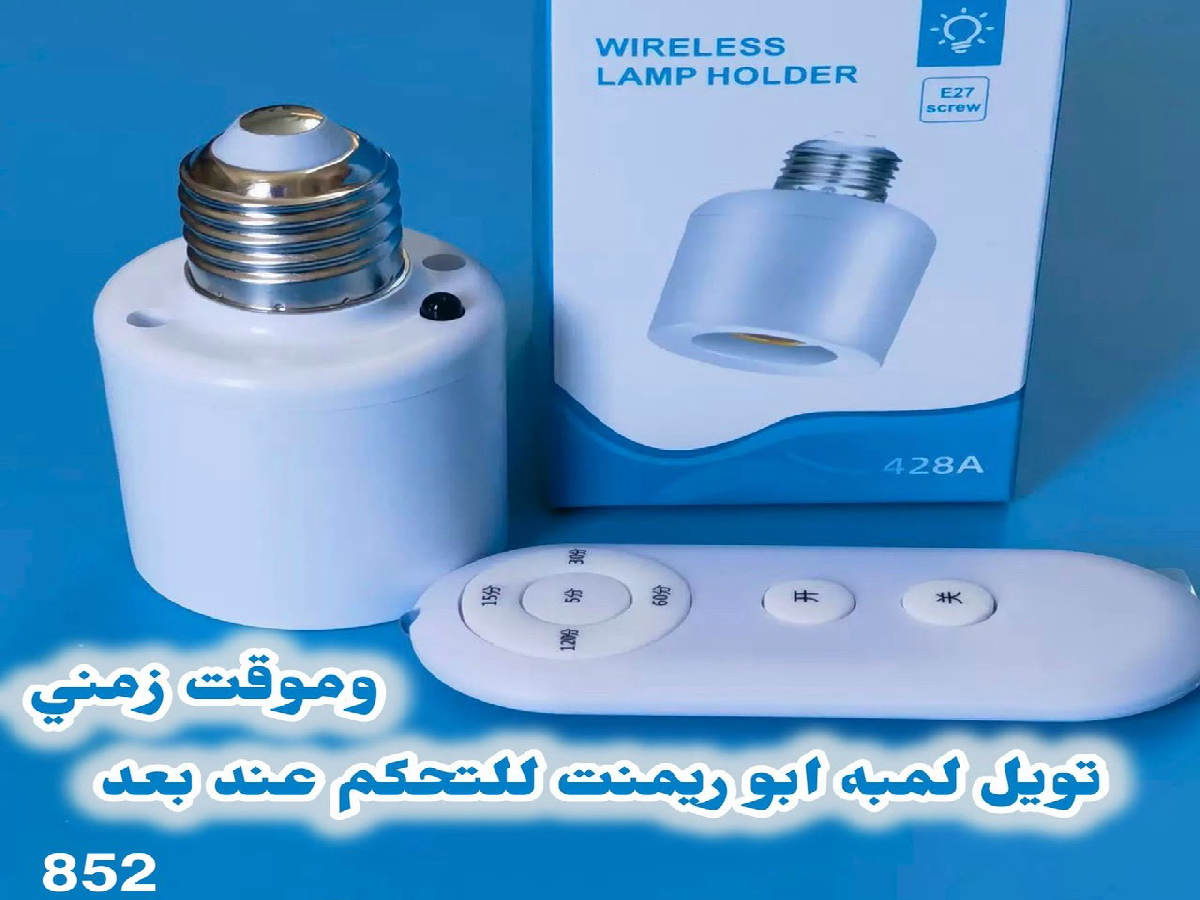 WIRELESS
LAMP HOLDER
E27
screw
428A
30分
15分
5分
60分
120分
开
关
وموقت زمني
تويل لمبه ابو ريمنت للتحكم عند بعد
852